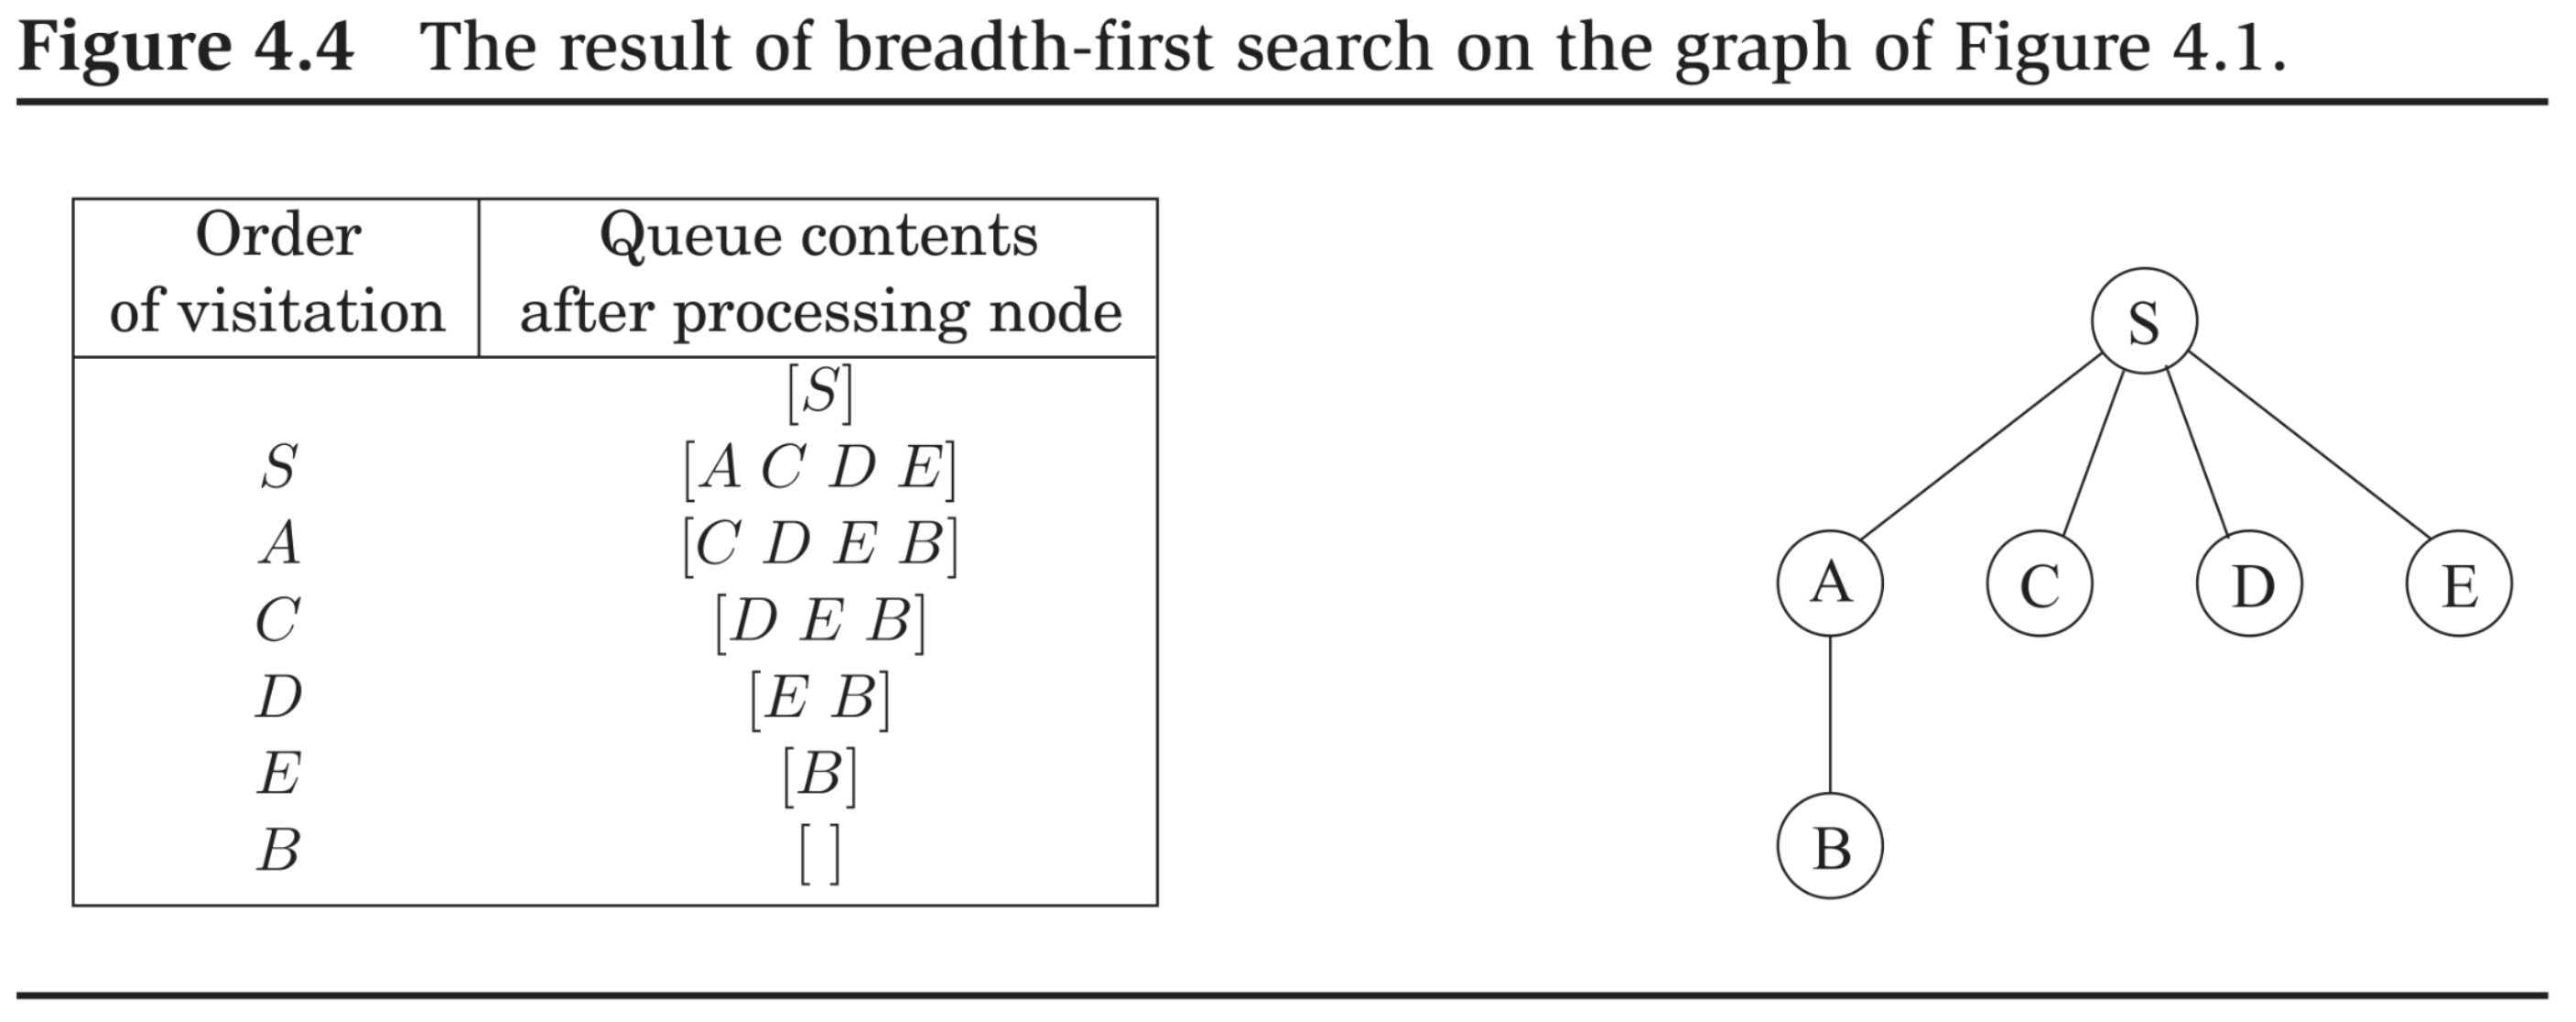 Figure 4.4 The result of breadth-first search on the graph of Figure 4.1.
Order of visitation
Queue contents after processing node
[S]
S [A C D E]
A [C D E B]
C [D E B]
D [E B]
E [B]
B [ ]
S
A C D E
B